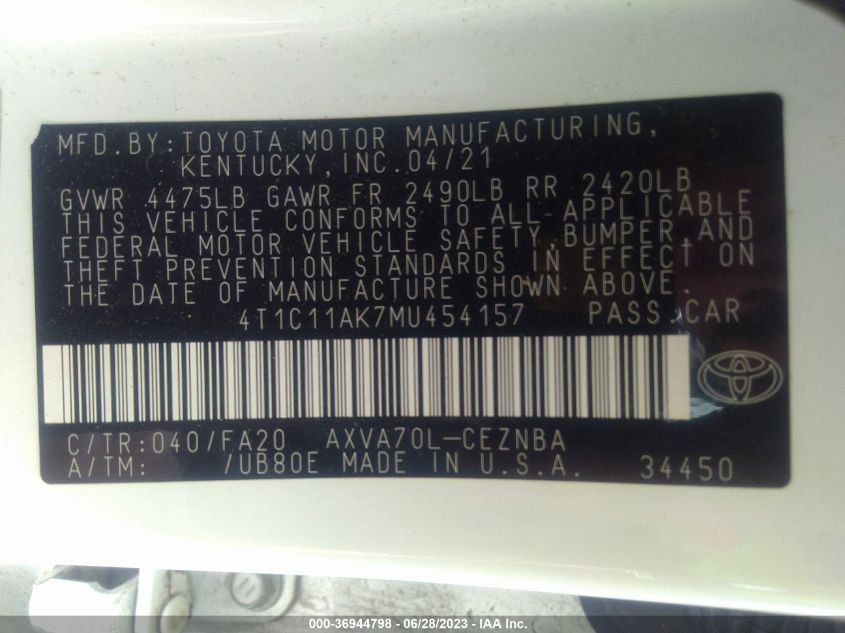 MFD.BY:TOYOTA MOTOR MANUFACTURING,
KENTUCKY,INC.04/21
GVWR 4475LB GAWR FR 2490LB RR 2420LB
THIS VEHICLE CONFORMS TO ALL APPLICABLE
FEDERAL MOTOR VEHICLE SAFETY,BUMPER,AND
THEFT PREVENTION STANDARDS IN EFFECT ON
THE DATE OF MANUFACTURE SHOWN ABOVE.
4T1C11AK7MU454157 PASS.CAR
C/TR:040/FA20 AXVA70L-CEZNBA
A/TM: /UB80E MADE IN U.S.A. 34450
000-36944798 - 06/28/2023 - IAA Inc.